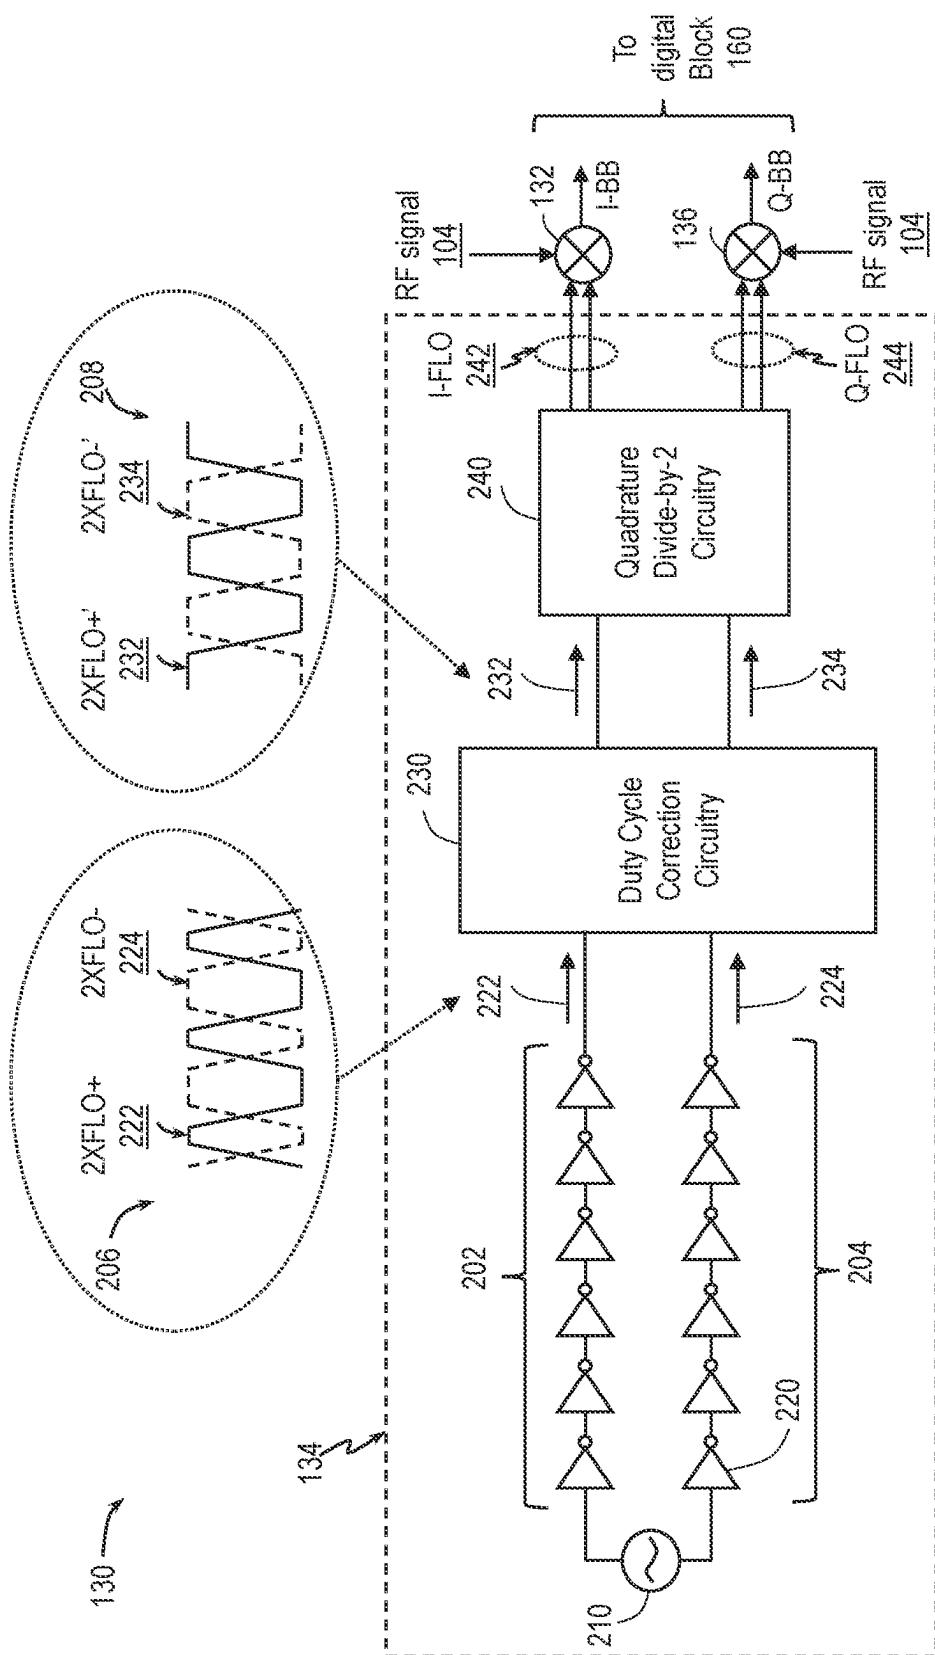 130
206
2XFLO+
222
2XFLO-
224
2XFLO+'
232
2XFLO-'
234
208
134
202
210
220
204
222
224
230
Duty Cycle
Correction
Circuitry
232
234
240
Quadrature
Divide-by-2
Circuitry
I-FLO
242
Q-FLO
244
RF signal
104
132
I-BB
136
Q-BB
RF signal
104
To
digital
Block
160